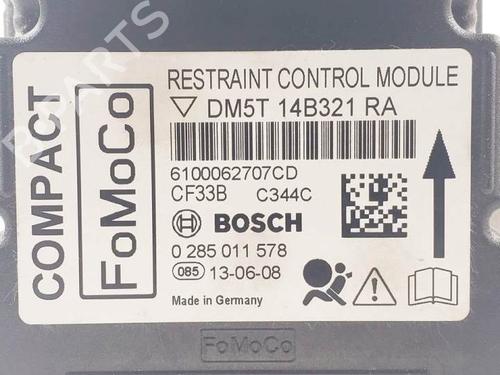 PARTS
COMPACT
FoMoCo
RESTRAINT CONTROL MODULE
DM5T 14B321 RA
6100062707CD
CF33B C344C
BOSCH
0 285 011 578
085 13-06-08
Made in Germany
FoMoCo